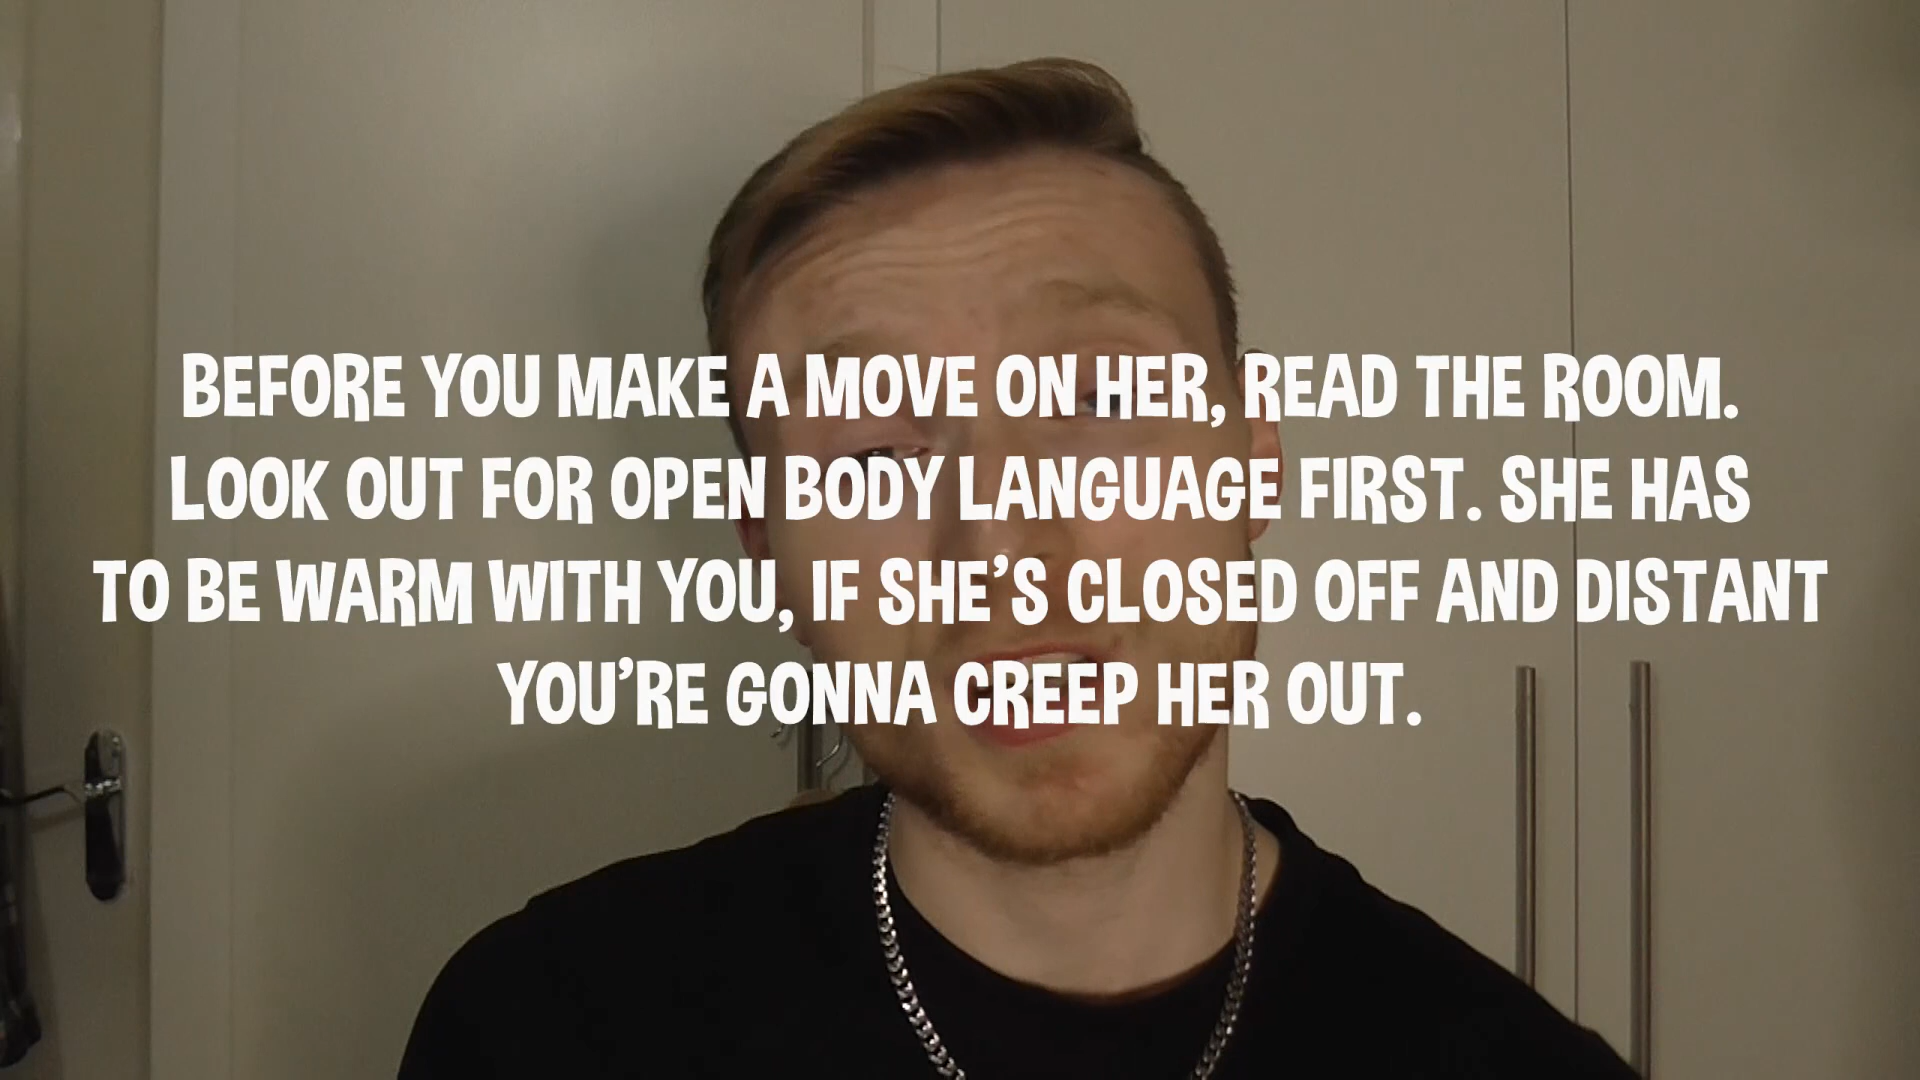 BEFORE YOU MAKE A MOVE ON HER, READ THE ROOM.
LOOK OUT FOR OPEN BODY LANGUAGE FIRST. SHE HAS
TO BE WARM WITH YOU, IF SHE'S CLOSED OFF AND DISTANT
YOU'RE GONNA CREEP HER OUT.